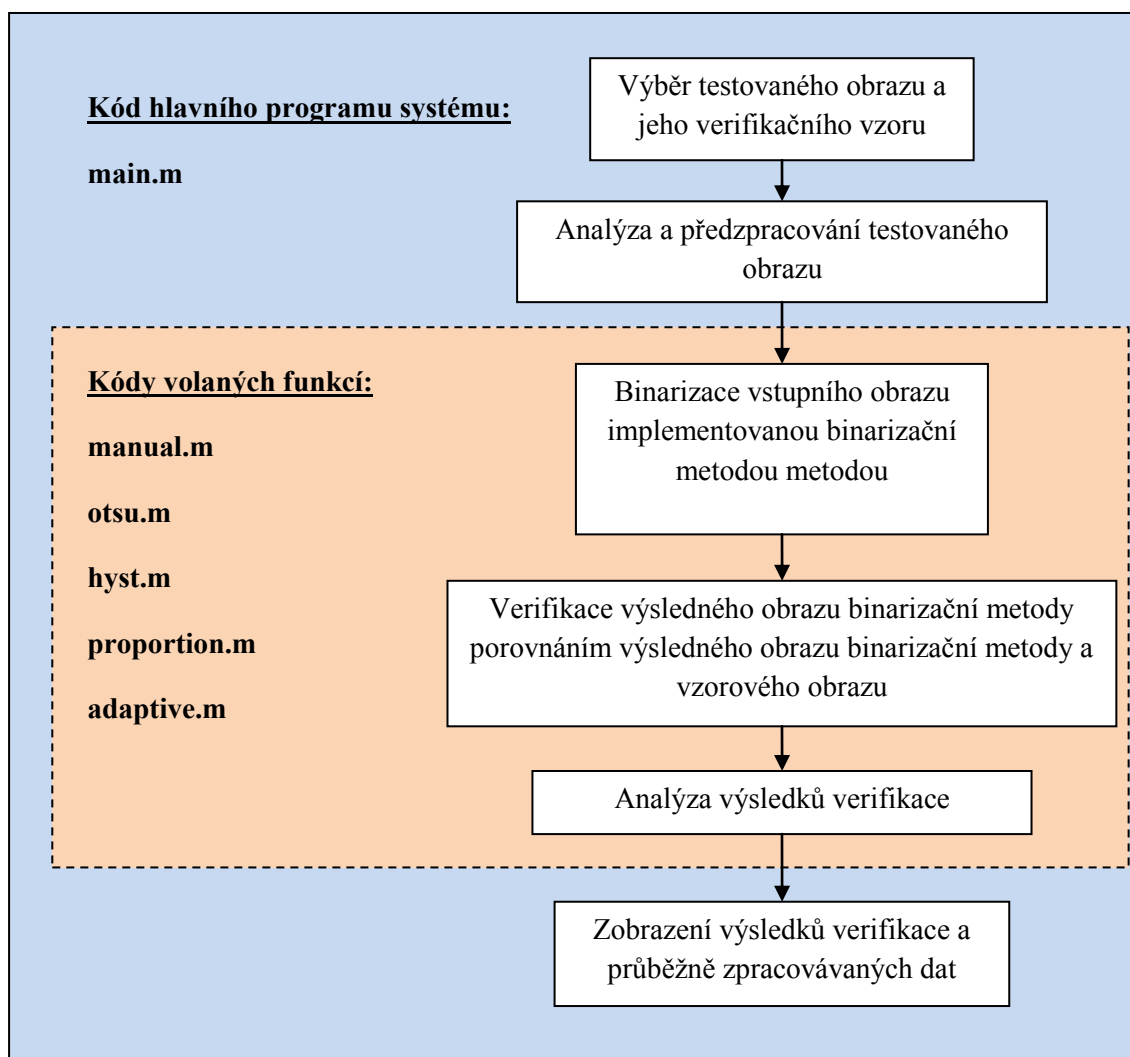 Kód hlavního programu systému:
main.m
Výběr testovaného obrazu a
jeho verifikačního vzoru
Analýza a předzpracování testovaného
obrazu
Kódy volaných funkcí:
manual.m
otsu.m
hyst.m
proportion.m
adaptive.m
Binarizace vstupního obrazu
implementovanou binarizační
metodou metodou
Verifikace výsledného obrazu binarizační metody
porovnáním výsledného obrazu binarizační metody a
vzorového obrazu
Analýza výsledků verifikace
Zobrazení výsledků verifikace a
průběžně zpracovávaných dat